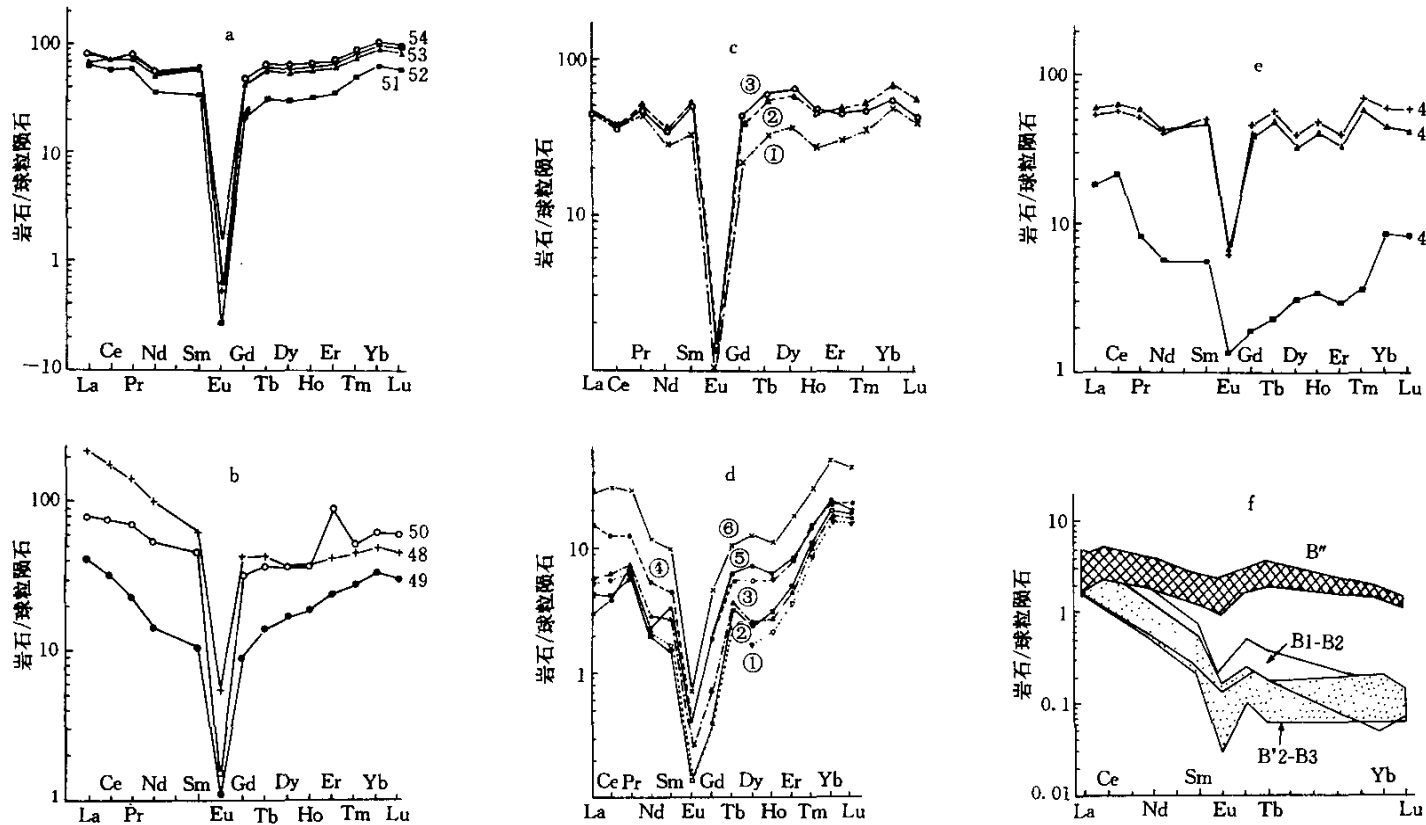 a
100
10
1
-10
岩石/球粒陨石
54
53
52
51
Ce Nd Sm Gd Dy Er Yb
La Pr Eu Tb Ho Tm Lu
c
100
10
岩石/球粒陨石
③
②
①
Pr Sm Gd Dy Er Yb
La Ce Nd Eu Tb Ho Tm Lu
e
100
10
1
岩石/球粒陨石
4
4
4
Ce Nd Sm Gd Dy Er Yb
La Pr Eu Tb Ho Tm Lu
b
100
10
1
岩石/球粒陨石
50
48
49
Ce Nd Sm Gd Dy Er Yb
La Pr Eu Tb Ho Tm Lu
d
10
1
岩石/球粒陨石
⑥
⑤
④
③
②
①
Ce Pr Sm Gd Dy Er Yb
La Nd Eu Tb Ho Tm Lu
f
10
1
0.1
0.01
岩石/球粒陨石
B″
B1-B2
B′2-B3
Ce Sm Yb
La Nd Eu Tb Lu